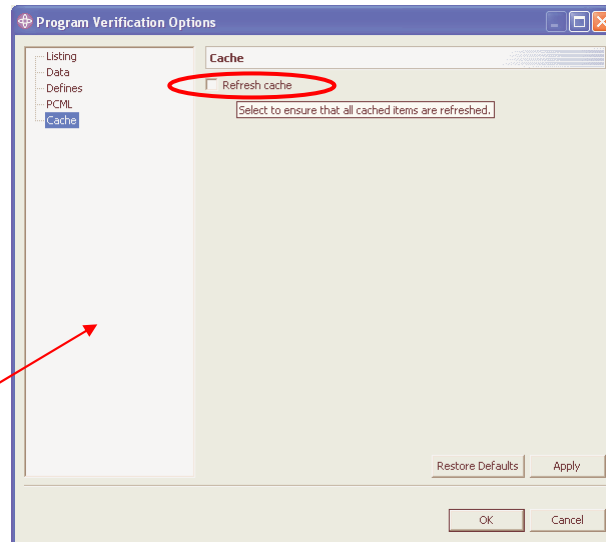 Program Verification Options
Listing
Data
Defines
PCML
Cache
Cache
Refresh cache
Select to ensure that all cached items are refreshed.
Restore Defaults
Apply
OK
Cancel